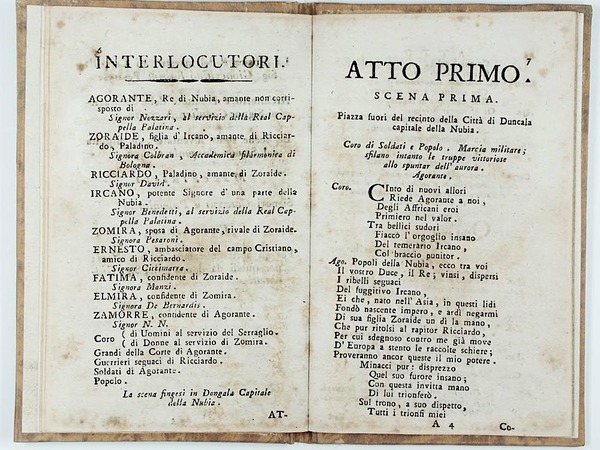 6
INTERLOCUTORI.
AGORANTE, Re di Nubia, amante non corri-
sposto di
Signor Nozzari, al servizio della Real Cap-
pella Palatina.
ZORAIDE, figlia d'Ircano, amante di Ricciar-
do, Paladino.
Signora Colbran, Accademica filarmonica di
Bologna.
RICCIARDO, Paladino, amante di Zoraide.
Signor David.
IRCANO, potente Signore d'una parte della
Nubia.
Signor Benedetti, al servizio della Real Cap-
pella Palatina.
ZOMIRA, sposa di Agorante, rivale di Zoraide.
Signora Pesaroni.
ERNESTO, ambasciatore del campo Cristiano,
amico di Ricciardo.
Signor Ciccimarra.
FATIMA, confidente di Zoraide.
Signora Manzi.
ELMIRA, confidente di Zomira.
Signora De Bernardis.
ZAMORRE, confidente di Agorante.
Signor N. N.
Coro ( di Uomini al servizio del Serraglio.
( di Donne al servizio di Zomira.
Grandi della Corte di Agorante.
Guerrieri seguaci di Ricciardo.
Soldati di Agorante.
Popolo.
La scena fingesi in Dongala Capitale
della Nubia.
AT-
7
ATTO PRIMO.
SCENA PRIMA.
Piazza fuori del recinto della Città di Duncala
capitale della Nubia.
Coro di Soldati e Popolo. Marcia militare;
sfilano intanto le truppe vittoriose
allo spuntar dell'aurora.
Agorante.
Coro. CInto di nuovi allori
Riede Agorante a noi,
Degli Affricani eroi
Primiero nel valor.
Tra bellici sudori
Fiaccò l'orgoglio insano
Del temerario Ircano,
Col braccio punitor.
Ago. Popoli della Nubia, ecco tra voi
Il vostro Duce, il Re; vinsi, dispersi
I ribelli seguaci
Del fuggitivo Ircano,
Ei che, nato nell'Asia, in questi lidi
Fondò nascente impero, e ardì negarmi
Di sua figlia Zoraide un dì la mano,
Che pur ritolsi al rapitor Ricciardo,
Per cui sdegnoso contro me già move
D'Europa a stento le raccolte schiere;
Proveranno ancor queste il mio potere.
Minacci pur: disprezzo
Quel suo furore insano;
Con questa invitta mano
Di lui trionferò.
Sul trono, a suo dispetto,
Tutti i trionfi miei
A 4 Co-